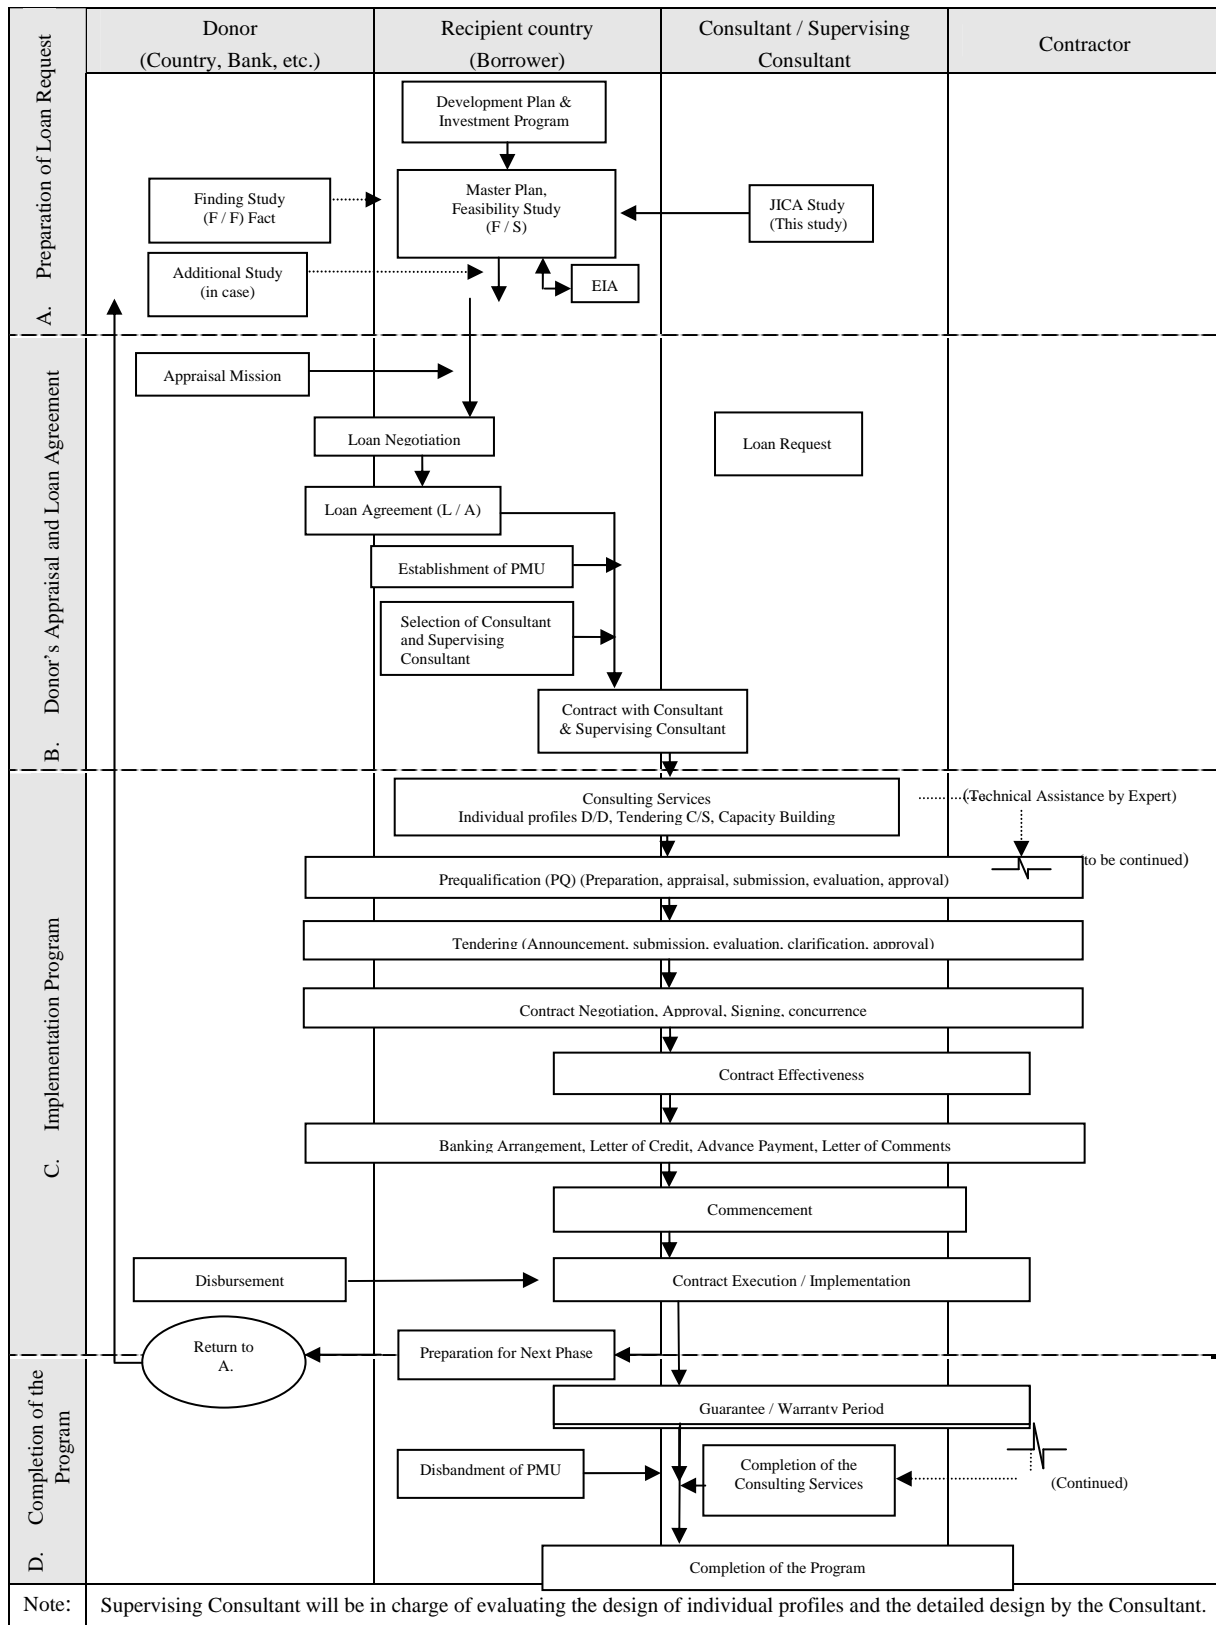 Donor
(Country, Bank, etc.)
Recipient country
(Borrower)
Consultant / Supervising
Consultant
Contractor
A. Preparation of Loan Request
Development Plan &
Investment Program
Finding Study
(F / F) Fact
Master Plan,
Feasibility Study
(F / S)
JICA Study
(This study)
Additional Study
(in case)
EIA
B. Donor's Appraisal and Loan Agreement
Appraisal Mission
Loan Negotiation
Loan Request
Loan Agreement (L / A)
Establishment of PMU
Selection of Consultant
and Supervising
Consultant
Contract with Consultant
& Supervising Consultant
C. Implementation Program
Consulting Services
Individual profiles D/D, Tendering C/S, Capacity Building
(Technical Assistance by Expert)
to be continued)
Prequalification (PQ) (Preparation, appraisal, submission, evaluation, approval)
Tendering (Announcement, submission, evaluation, clarification, approval)
Contract Negotiation, Approval, Signing, concurrence
Contract Effectiveness
Banking Arrangement, Letter of Credit, Advance Payment, Letter of Comments
Commencement
Disbursement
Contract Execution / Implementation
Return to
A.
Preparation for Next Phase
D. Completion of the
Program
Guarantee / Warranty Period
Disbandment of PMU
Completion of the
Consulting Services
(Continued)
Completion of the Program
Note: Supervising Consultant will be in charge of evaluating the design of individual profiles and the detailed design by the Consultant.